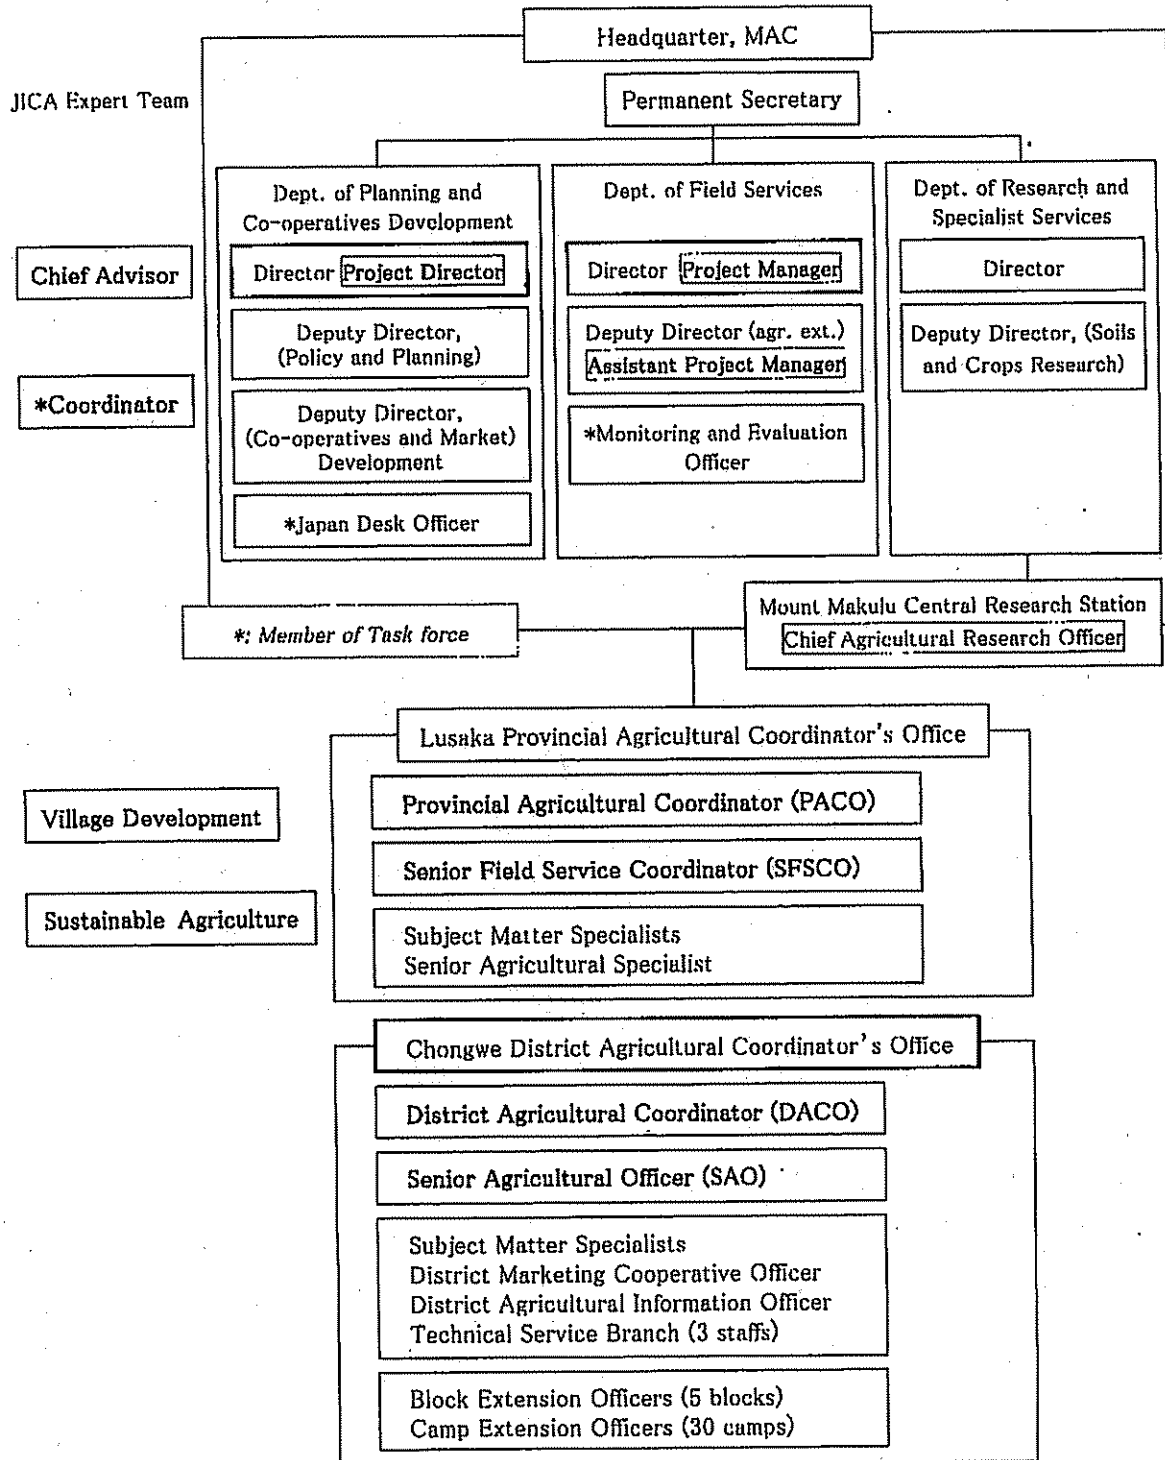 Headquarter, MAC
JICA Expert Team
Permanent Secretary
Dept. of Planning and
Co-operatives Development
Director Project Director
Deputy Director,
(Policy and Planning)
Deputy Director,
(Co-operatives and Market)
Development
*Japan Desk Officer
Dept. of Field Services
Director Project Manager
Deputy Director (agr. ext.)
Assistant Project Manager
*Monitoring and Evaluation
Officer
Dept. of Research and
Specialist Services
Director
Deputy Director, (Soils
and Crops Research)
Chief Advisor
*Coordinator
*: Member of Task force
Mount Makulu Central Research Station
Chief Agricultural Research Officer
Lusaka Provincial Agricultural Coordinator's Office
Provincial Agricultural Coordinator (PACO)
Senior Field Service Coordinator (SFSCO)
Subject Matter Specialists
Senior Agricultural Specialist
Village Development
Sustainable Agriculture
Chongwe District Agricultural Coordinator's Office
District Agricultural Coordinator (DACO)
Senior Agricultural Officer (SAO)
Subject Matter Specialists
District Marketing Cooperative Officer
District Agricultural Information Officer
Technical Service Branch (3 staffs)
Block Extension Officers (5 blocks)
Camp Extension Officers (30 camps)